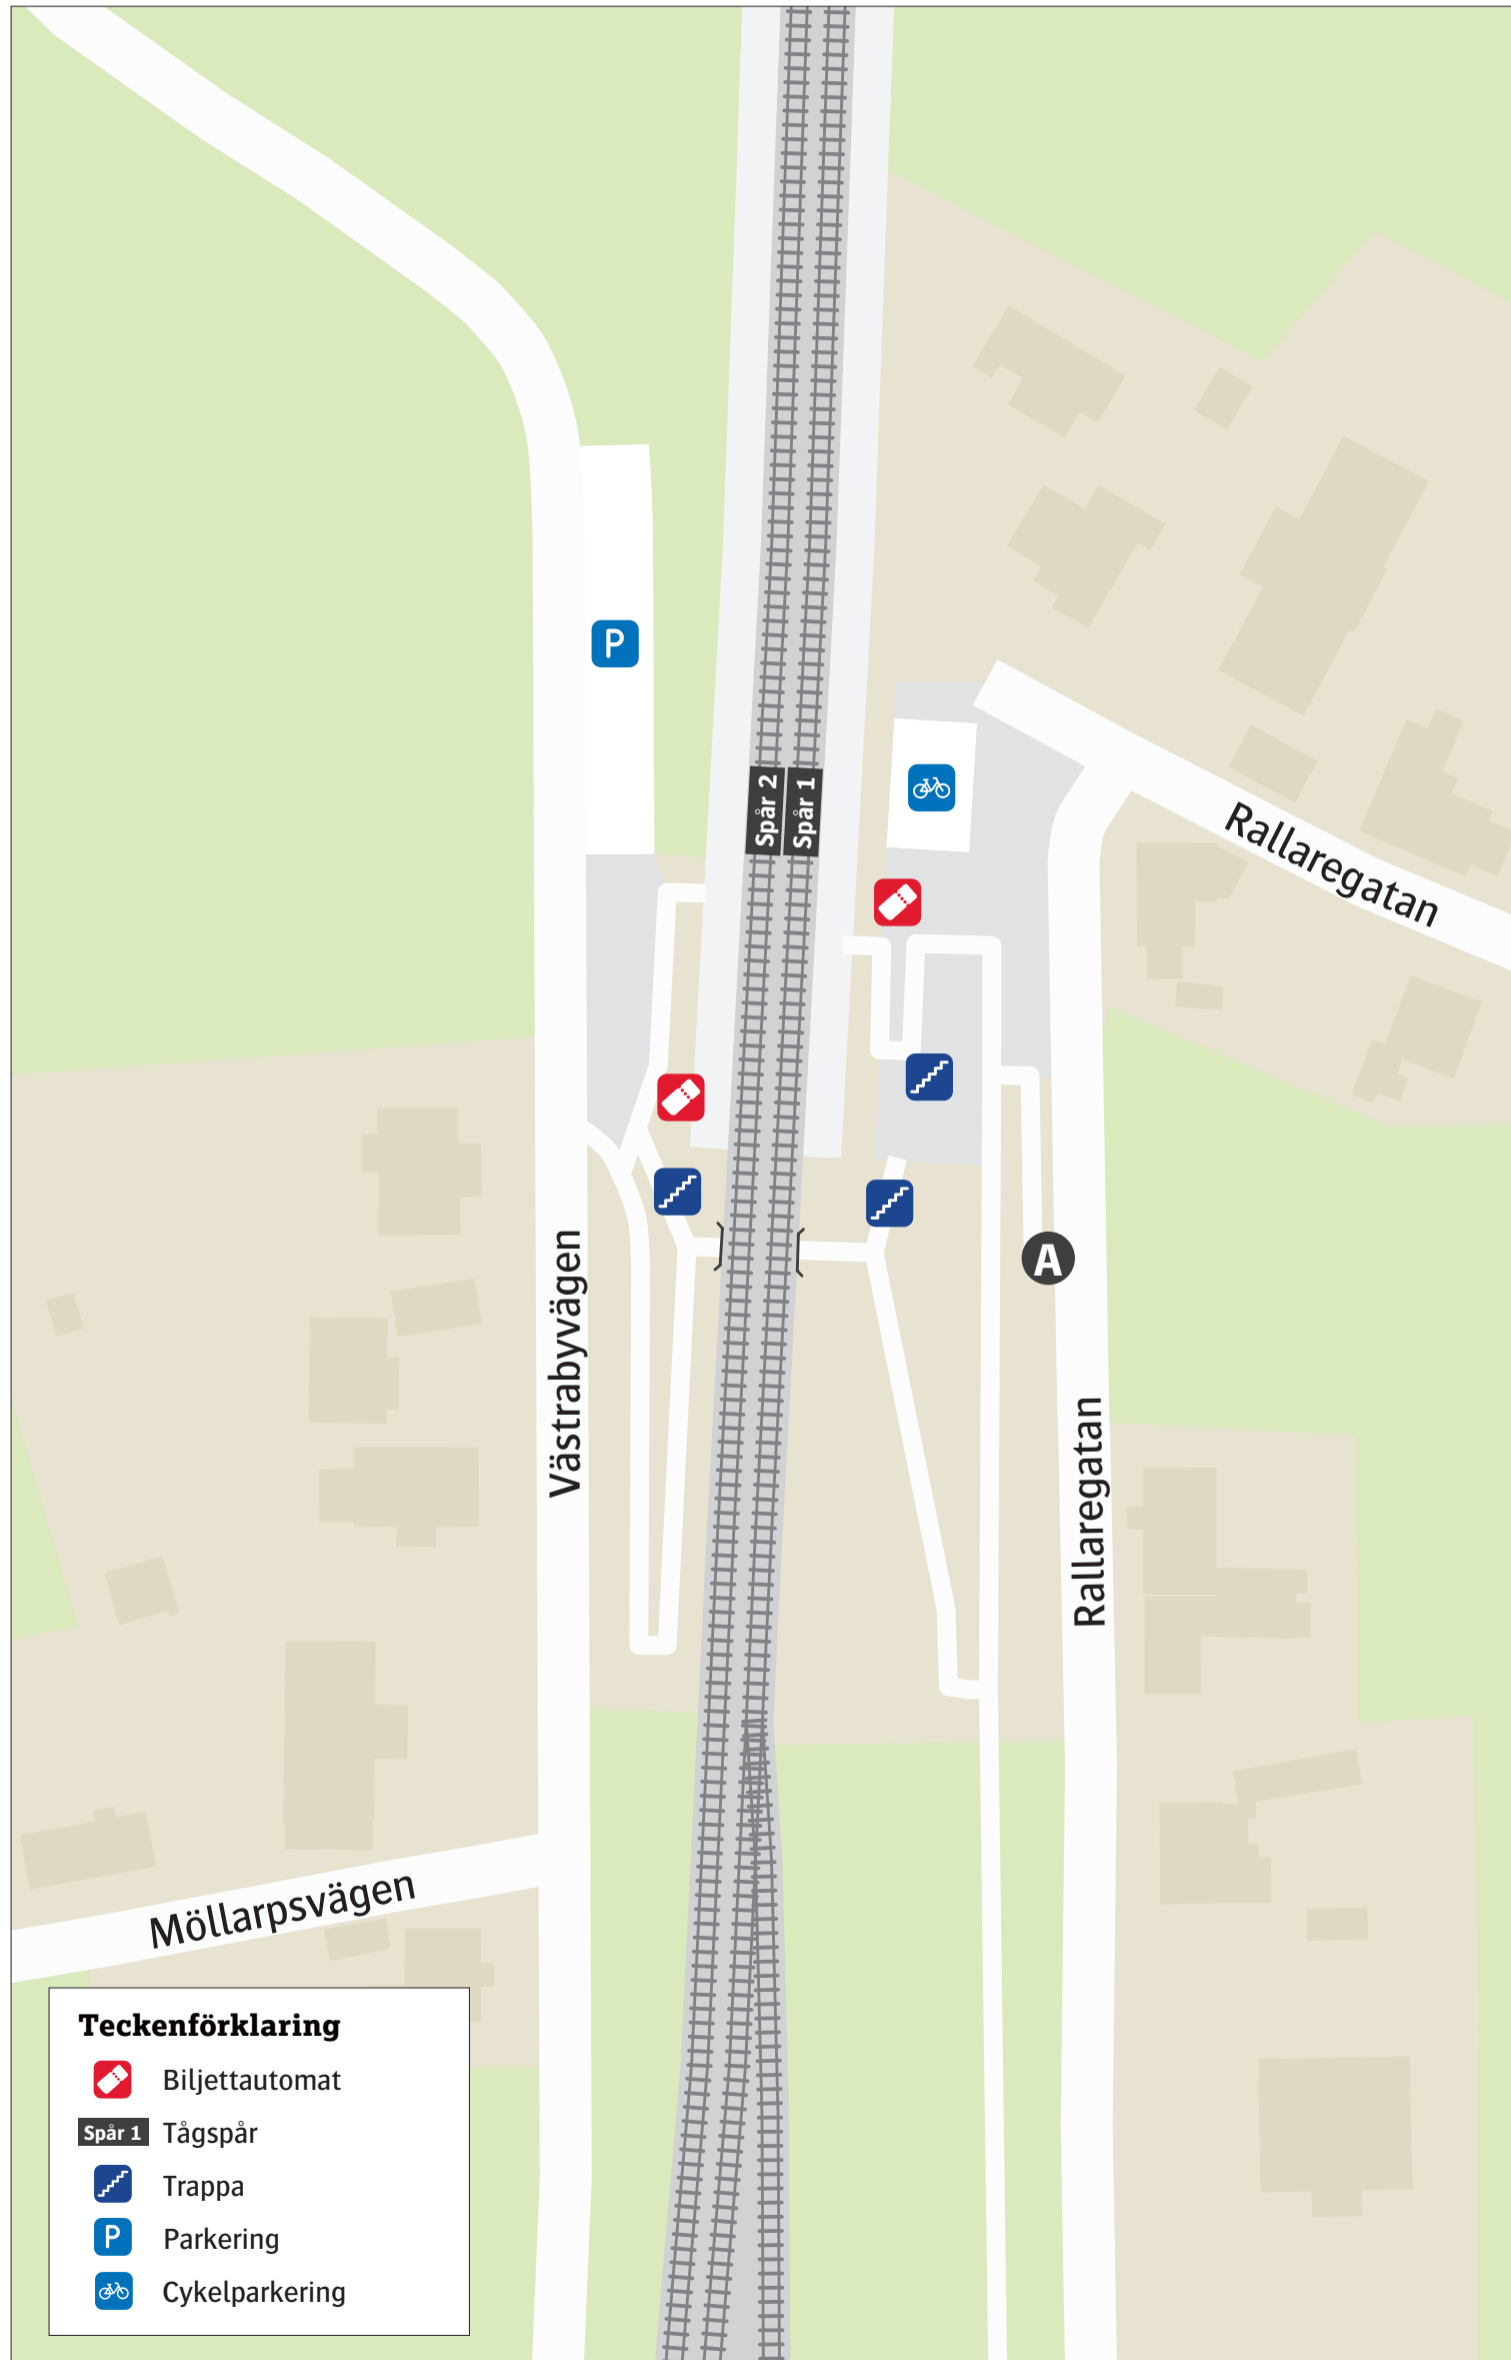 P
Spår 2
Spår 1
Rallaregatan
A
Västrabyvägen
Rallaregatan
Möllarpsvägen
Teckenförklaring
Biljettautomat
Spår 1 Tågspår
Trappa
P Parkering
Cykelparkering